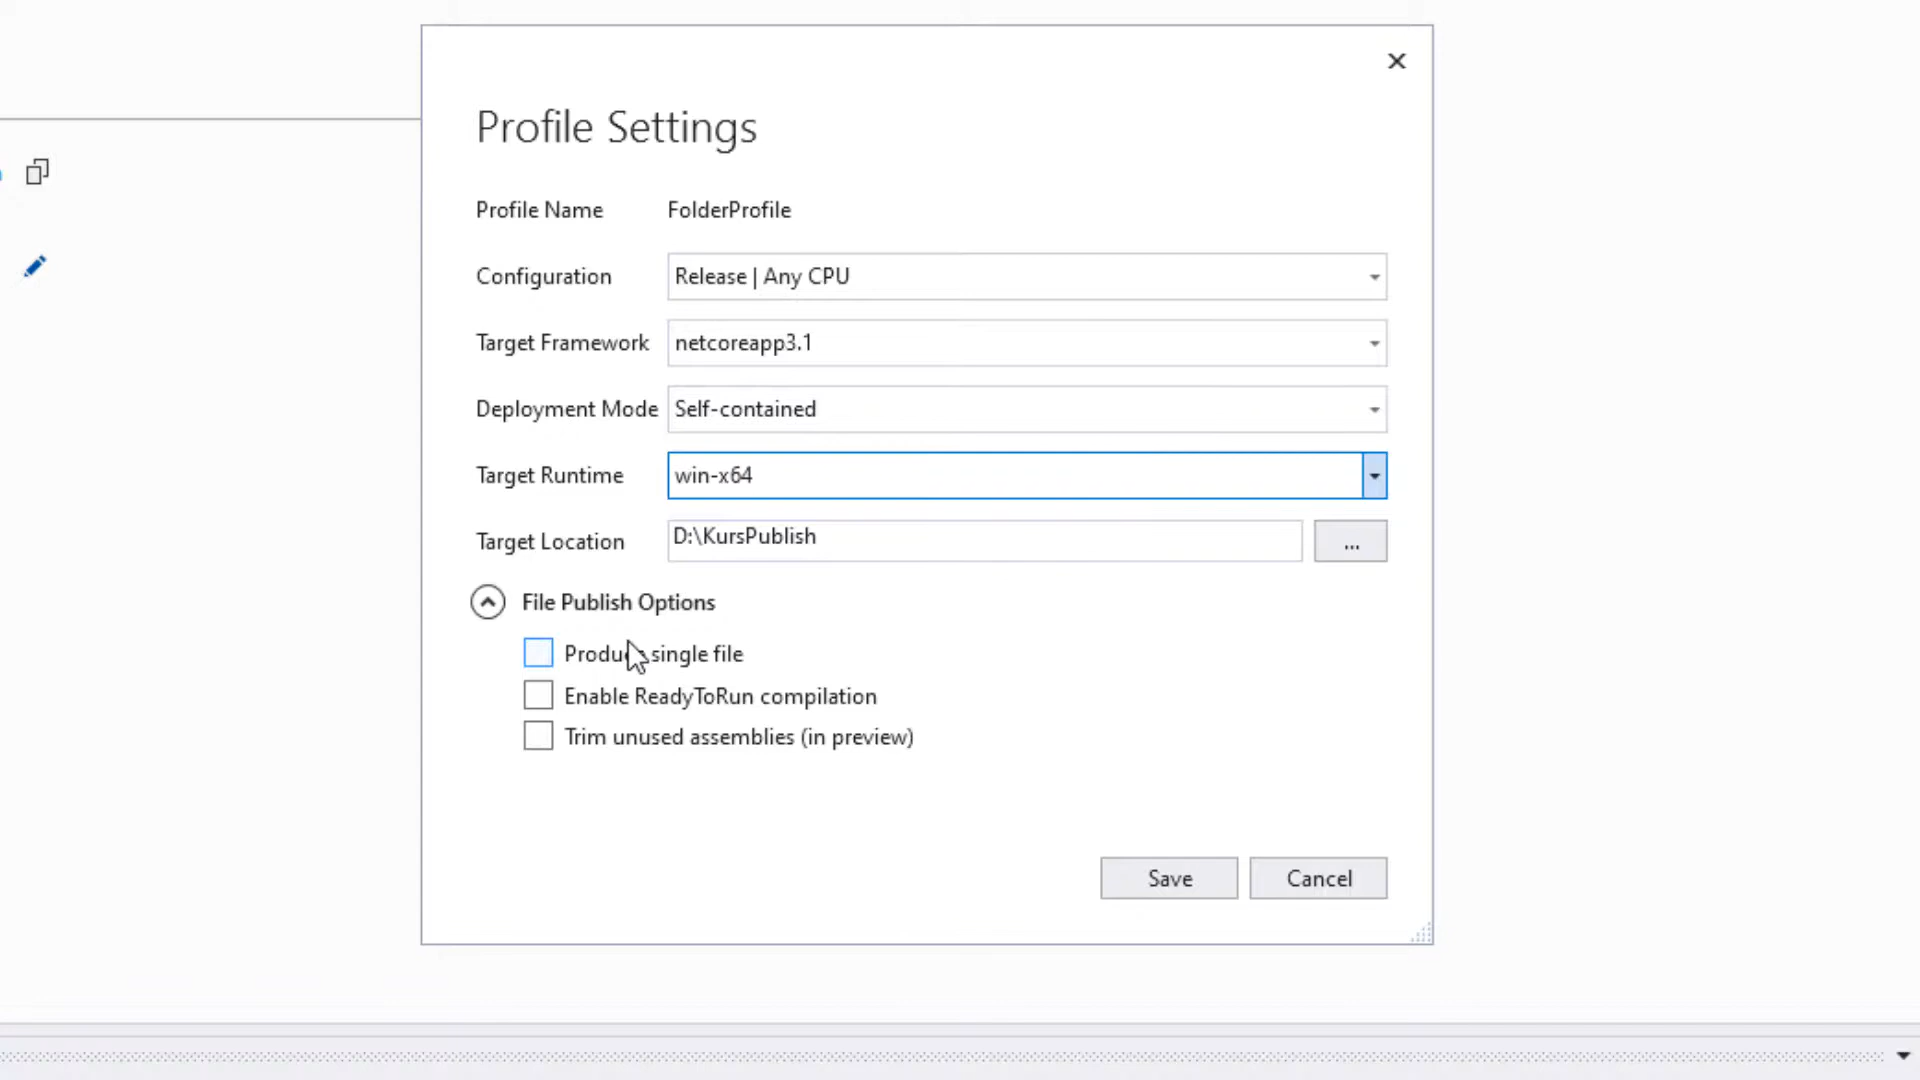 Profile Settings
Profile Name FolderProfile
Configuration Release | Any CPU
Target Framework netcoreapp3.1
Deployment Mode Self-contained
Target Runtime win-x64
Target Location D:\KursPublish ...
File Publish Options
Produce single file
Enable ReadyToRun compilation
Trim unused assemblies (in preview)
Save Cancel